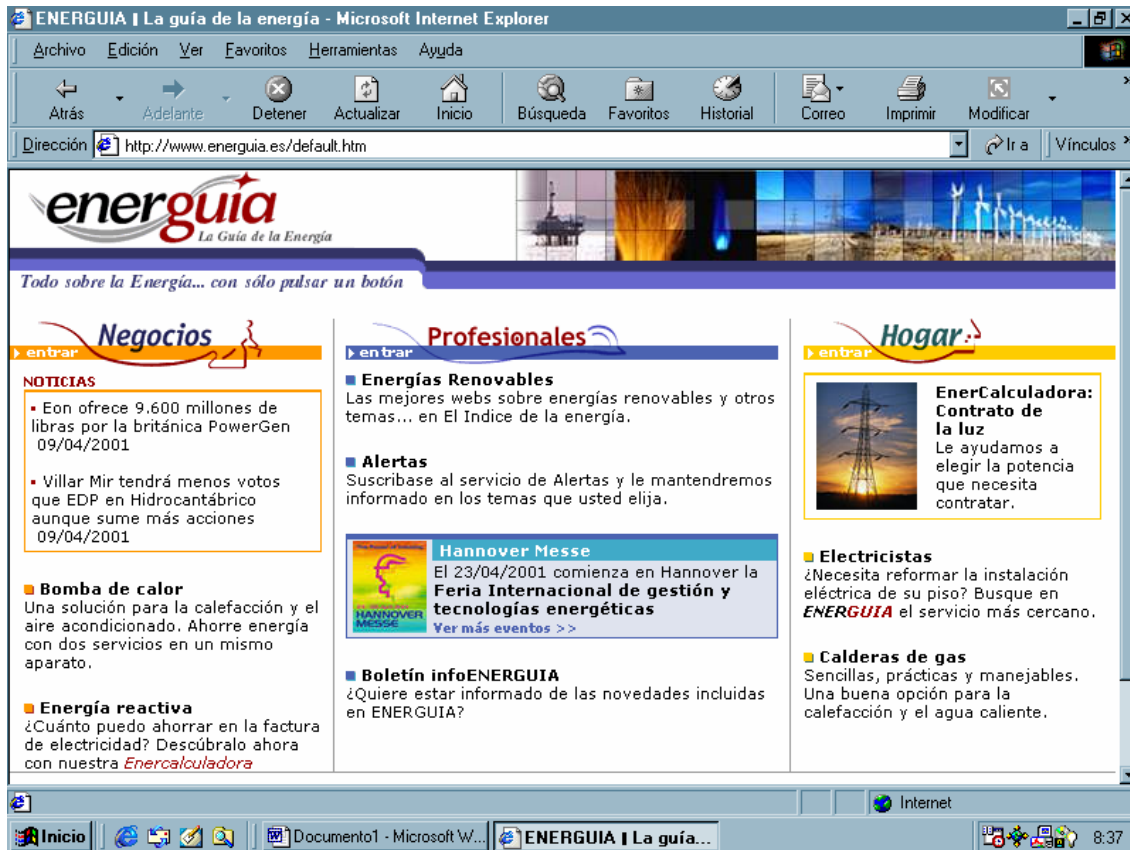 ENERGUIA | La guía de la energía - Microsoft Internet Explorer
Archivo Edición Ver Favoritos Herramientas Ayuda
Atrás Adelante Detener Actualizar Inicio Búsqueda Favoritos Historial Correo Imprimir Modificar
Dirección http://www.energuia.es/default.htm Ir a Vínculos
energuía
La Guía de la Energía
Todo sobre la Energía... con sólo pulsar un botón
Negocios
entrar
NOTICIAS
Eon ofrece 9.600 millones de
libras por la británica PowerGen
09/04/2001
Villar Mir tendrá menos votos
que EDP en Hidrocantábrico
aunque sume más acciones
09/04/2001
Bomba de calor
Una solución para la calefacción y el
aire acondicionado. Ahorre energía
con dos servicios en un mismo
aparato.
Energía reactiva
¿Cuánto puedo ahorrar en la factura
de electricidad? Descúbralo ahora
con nuestra Enercalculadora
Profesionales
entrar
Energías Renovables
Las mejores webs sobre energías renovables y otros
temas... en El Indice de la energía.
Alertas
Suscribase al servicio de Alertas y le mantendremos
informado en los temas que usted elija.
HANNOVER
MESSE
Hannover Messe
El 23/04/2001 comienza en Hannover la
Feria Internacional de gestión y
tecnologías energéticas
Ver más eventos >>
Boletín infoENERGUIA
¿Quiere estar informado de las novedades incluidas
en ENERGUIA?
Hogar
entrar
EnerCalculadora:
Contrato de
la luz
Le ayudamos a
elegir la potencia
que necesita
contratar.
Electricistas
¿Necesita reformar la instalación
eléctrica de su piso? Busque en
ENERGUIA el servicio más cercano.
Calderas de gas
Sencillas, prácticas y manejables.
Una buena opción para la
calefacción y el agua caliente.
Internet
Inicio Documento1 - Microsoft W... ENERGUIA | La guía... 8:37